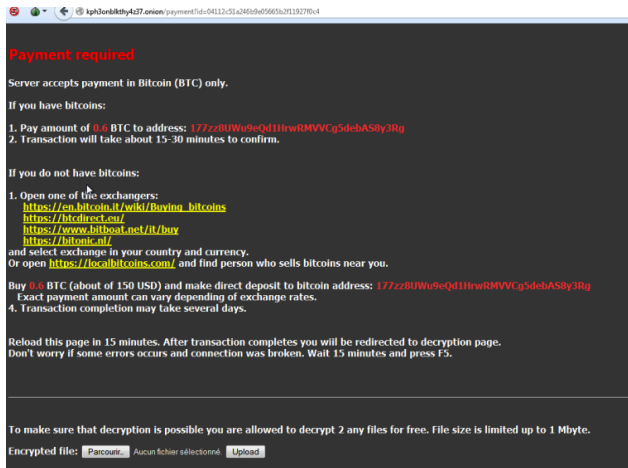 kph3onblkthy4z37.onion/payment?id=04112c51a246b9e05665b2f11927f0c4
Payment required
Server accepts payment in Bitcoin (BTC) only.
If you have bitcoins:
1. Pay amount of 0.6 BTC to address: 177zz8UWu9eQd1HrwRMVVCg5debAS8y3Rg
2. Transaction will take about 15-30 minutes to confirm.
If you do not have bitcoins:
1. Open one of the exchangers:
https://en.bitcoin.it/wiki/Buying_bitcoins
https://btcdirect.eu/
https://www.bitboat.net/it/buy
https://bitonic.nl/
and select exchange in your country and currency.
Or open https://localbitcoins.com/ and find person who sells bitcoins near you.
Buy 0.6 BTC (about of 150 USD) and make direct deposit to bitcoin address: 177zz8UWu9eQd1HrwRMVVCg5debAS8y3Rg
Exact payment amount can vary depending of exchange rates.
4. Transaction completion may take several days.
Reload this page in 15 minutes. After transaction completes you wiil be redirected to decryption page.
Don't worry if some errors occurs and connection was broken. Wait 15 minutes and press F5.
To make sure that decryption is possible you are allowed to decrypt 2 any files for free. File size is limited up to 1 Mbyte.
Encrypted file: Parcourir.. Aucun fichier sélectionné. Upload